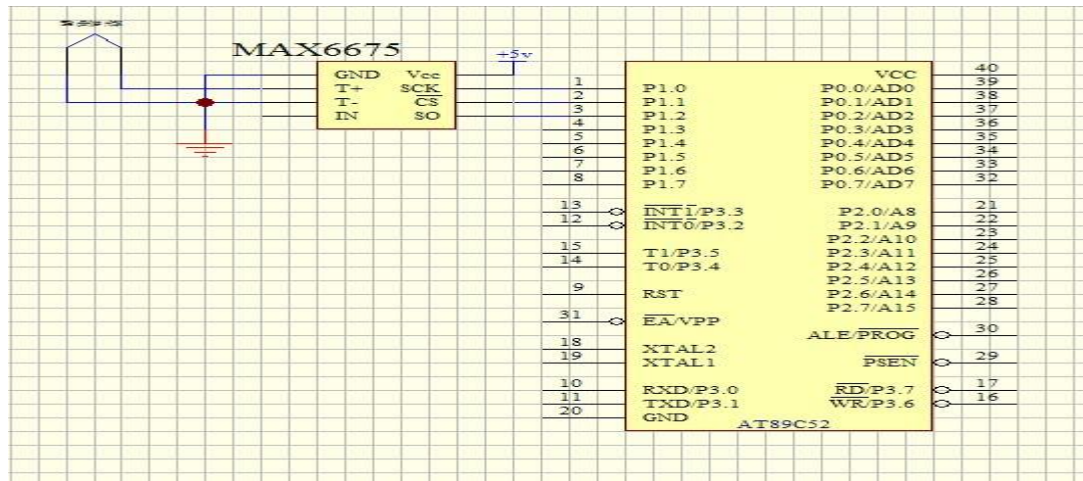 MAX6675
+5v
GND Vcc
T+ SCK
T- CS
IN SO
1 P1.0
2 P1.1
3 P1.2
4 P1.3
5 P1.4
6 P1.5
7 P1.6
8 P1.7
13 INT1/P3.3
12 INT0/P3.2
15 T1/P3.5
14 T0/P3.4
9 RST
31 EA/VPP
18 XTAL2
19 XTAL1
10 RXD/P3.0
11 TXD/P3.1
20 GND
VCC 40
P0.0/AD0 39
P0.1/AD1 38
P0.2/AD2 37
P0.3/AD3 36
P0.4/AD4 35
P0.5/AD5 34
P0.6/AD6 33
P0.7/AD7 32
P2.0/A8 21
P2.1/A9 22
P2.2/A10 23
P2.3/A11 24
P2.4/A12 25
P2.5/A13 26
P2.6/A14 27
P2.7/A15 28
ALE/PROG 30
PSEN 29
RD/P3.7 17
WR/P3.6 16
AT89C52